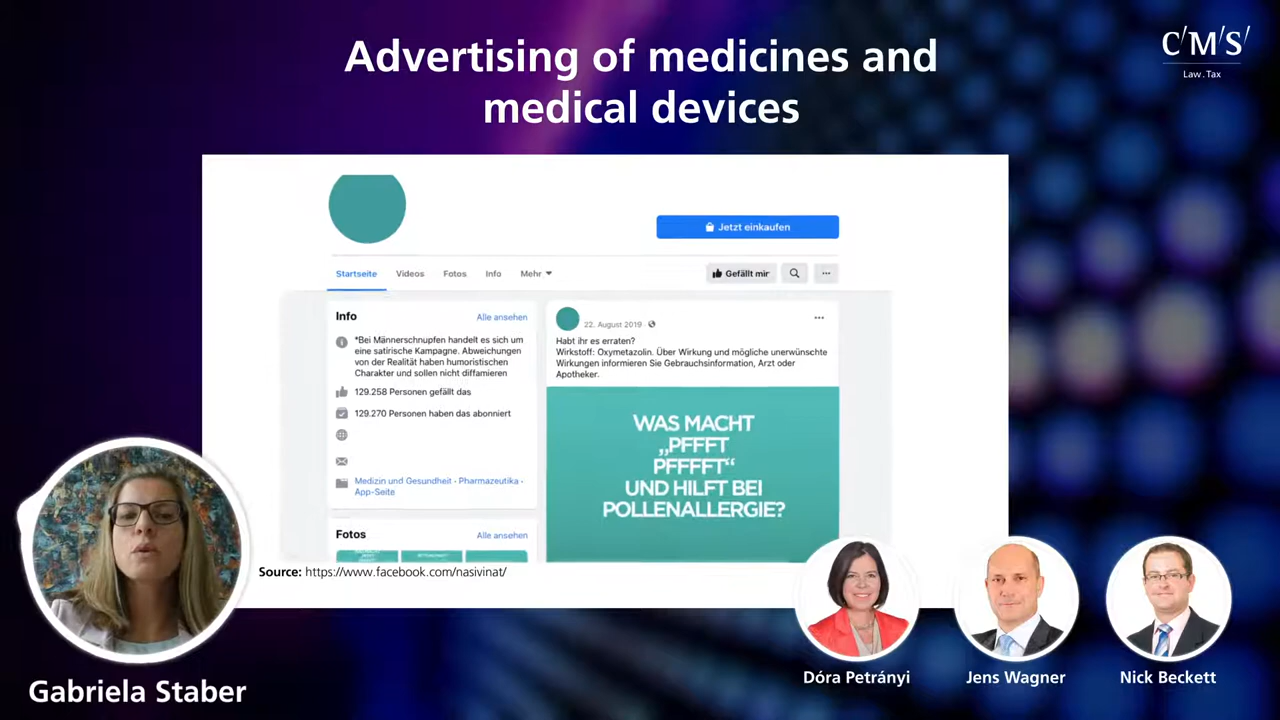 Advertising of medicines and
medical devices
C/M/S/
Law.Tax
Jetzt einkaufen
Startseite Videos Fotos Info Mehr
Gefällt mir
Info Alle ansehen
*Bei Männerschnupfen handelt es sich um
eine satirische Kampagne. Abweichungen
von der Realität haben humoristischen
Charakter und sollen nicht diffamieren
129.258 Personen gefällt das
129.270 Personen haben das abonniert
Medizin und Gesundheit · Pharmazeutika ·
App-Seite
Fotos Alle ansehen
22. August 2019
Habt ihr es erraten?
Wirkstoff: Oxymetazolin. Über Wirkung und mögliche unerwünschte
Wirkungen informieren Sie Gebrauchsinformation, Arzt oder
Apotheker.
WAS MACHT
„PFFFT
PFFFFT“
UND HILFT BEI
POLLENALLERGIE?
Source: https://www.facebook.com/nasivinat/
Gabriela Staber
Dóra Petrányi
Jens Wagner
Nick Beckett